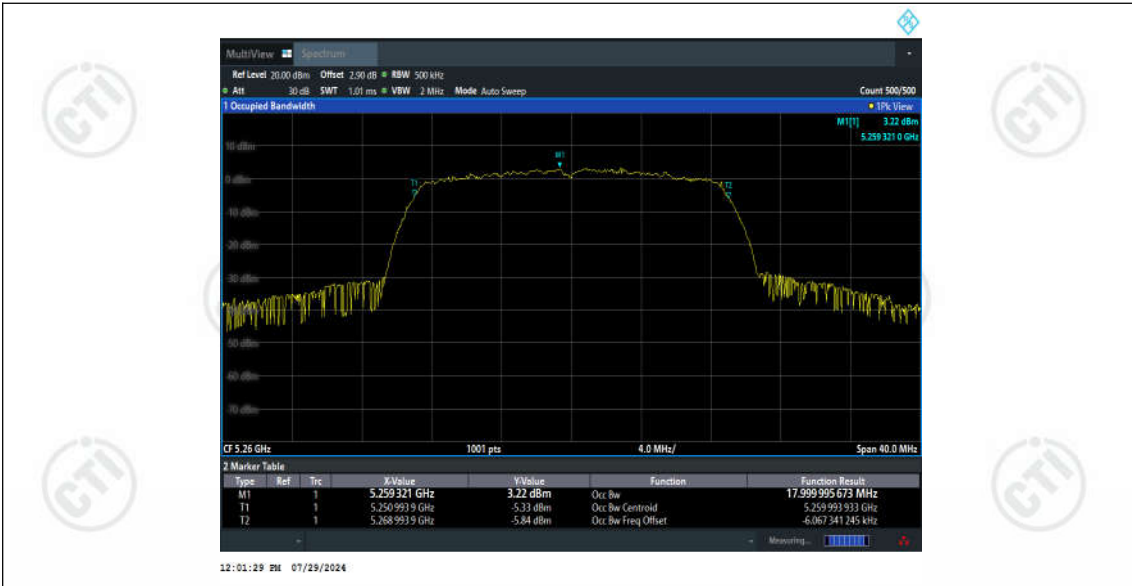 MultiView Spectrum
Ref Level 20.00 dBm Offset 2.90 dB RBW 500 kHz
Att 30 dB SWT 1.01 ms VBW 2 MHz Mode Auto Sweep Count 500/500
1 Occupied Bandwidth 1Pk View
M1[1] 3.22 dBm
5.259 321 0 GHz
10 dBm
M1
0 dBm
T1
T2
-10 dBm
-20 dBm
-30 dBm
-50 dBm
-60 dBm
-70 dBm
CF 5.26 GHz 1001 pts 4.0 MHz/ Span 40.0 MHz
2 Marker Table
Type Ref Trc X-Value Y-Value Function Function Result
M1 1 5.259 321 GHz 3.22 dBm Occ Bw 17.999 995 673 MHz
T1 1 5.250 993 9 GHz -5.33 dBm Occ Bw Centroid 5.259 993 933 GHz
T2 1 5.268 993 9 GHz -5.84 dBm Occ Bw Freq Offset -6.067 341 245 kHz
Measuring...
12:01:29 PM 07/29/2024
CTI
CTI
CTI
CTI